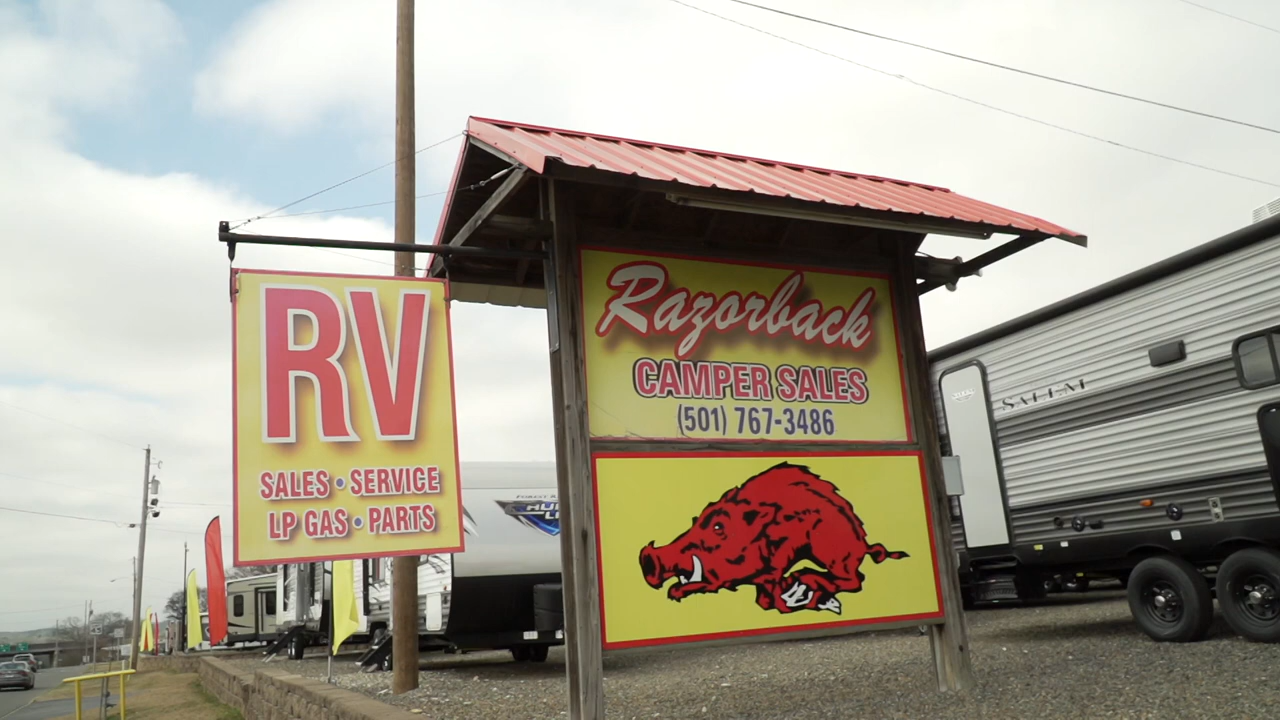 RV
SALES • SERVICE
LP GAS • PARTS
Razorback
CAMPER SALES
(501) 767-3486
SALEM